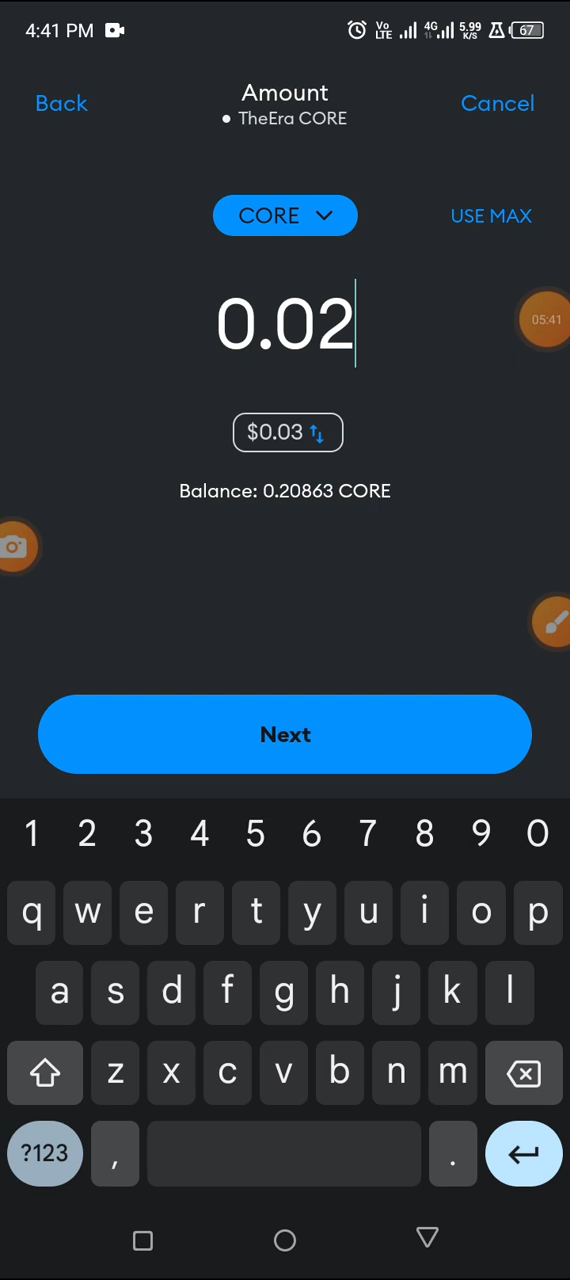 4:41 PM
Vo LTE 4G 5.99 K/S 67
Back
Amount
Cancel
TheEra CORE
CORE
USE MAX
0.02
05:41
$0.03
Balance: 0.20863 CORE
Next
1 2 3 4 5 6 7 8 9 0
q w e r t y u i o p
a s d f g h j k l
z x c v b n m
?123 , .